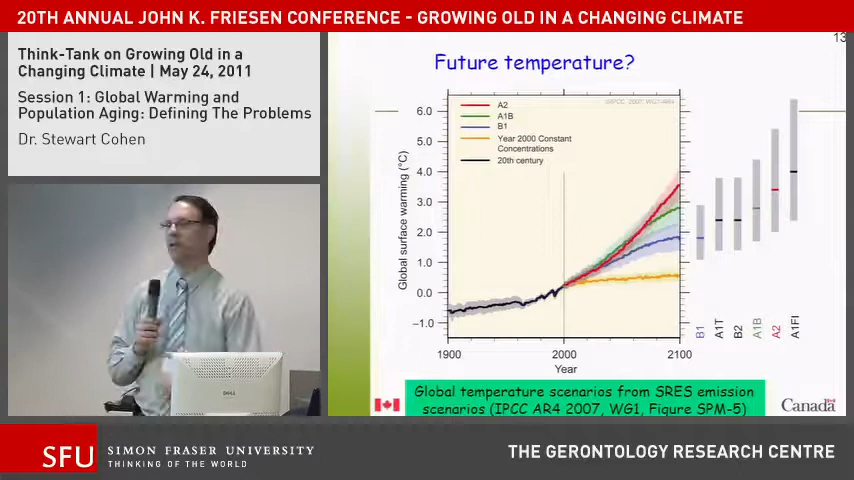 20TH ANNUAL JOHN K. FRIESEN CONFERENCE - GROWING OLD IN A CHANGING CLIMATE
Think-Tank on Growing Old in a
Changing Climate | May 24, 2011
Session 1: Global Warming and
Population Aging: Defining The Problems
Dr. Stewart Cohen
13
Future temperature?
A2
A1B
B1
Year 2000 Constant
Concentrations
20th century
6.0
5.0
4.0
3.0
2.0
1.0
0.0
−1.0
Global surface warming (°C)
1900
2000
2100
Year
B1
A1T
B2
A1B
A2
A1FI
Global temperature scenarios from SRES emission
scenarios (IPCC AR4 2007, WG1, Figure SPM-5)
Canada
DELL
SFU
SIMON FRASER UNIVERSITY
THINKING OF THE WORLD
THE GERONTOLOGY RESEARCH CENTRE